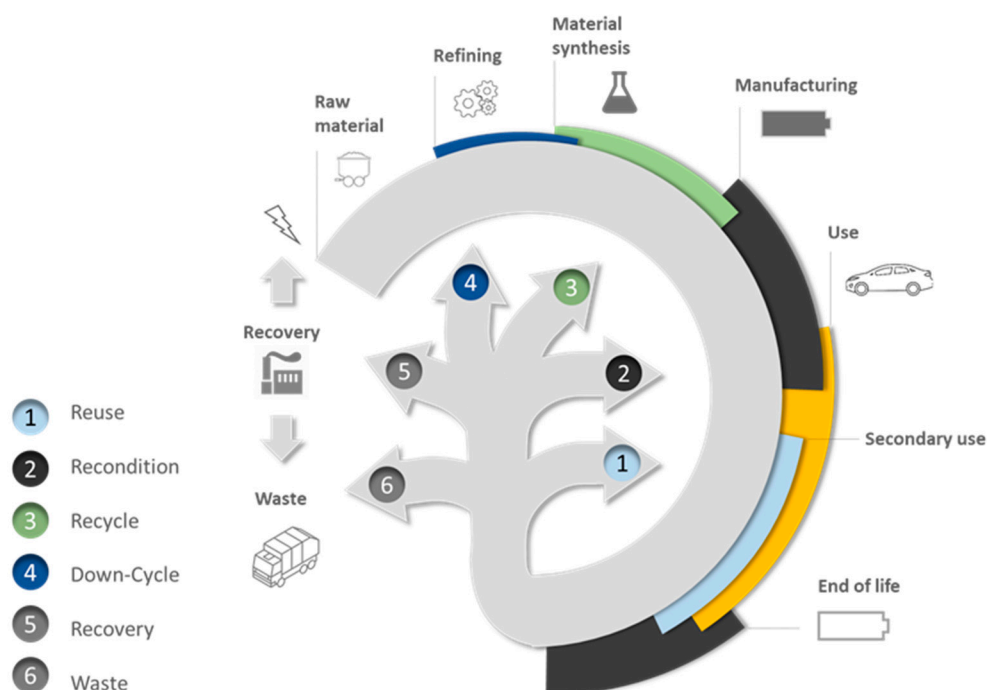 Material
synthesis
Refining
Manufacturing
Raw
material
Use
4
3
Recovery
5
2
1 Reuse
Secondary use
2 Recondition
1
6
Waste
3 Recycle
4 Down-Cycle
End of life
5 Recovery
6 Waste